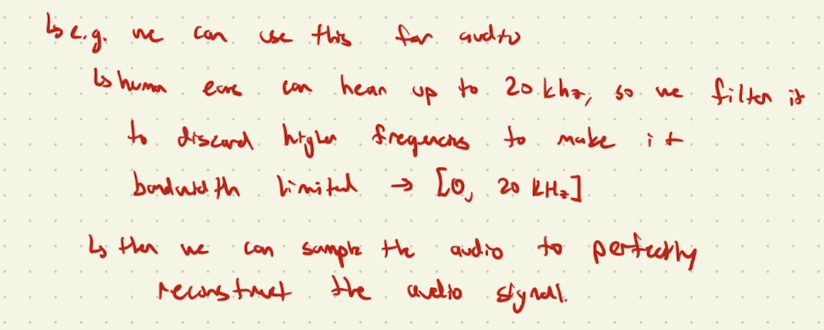 ↳ e.g. we can use this for audio
↳ human ears can hear up to 20 khz, so we filter it
to discard higher frequencies to make it
bandwidth limited → [0, 20 kHz]
↳ then we can sample the audio to perfectly
reconstruct the audio signal.